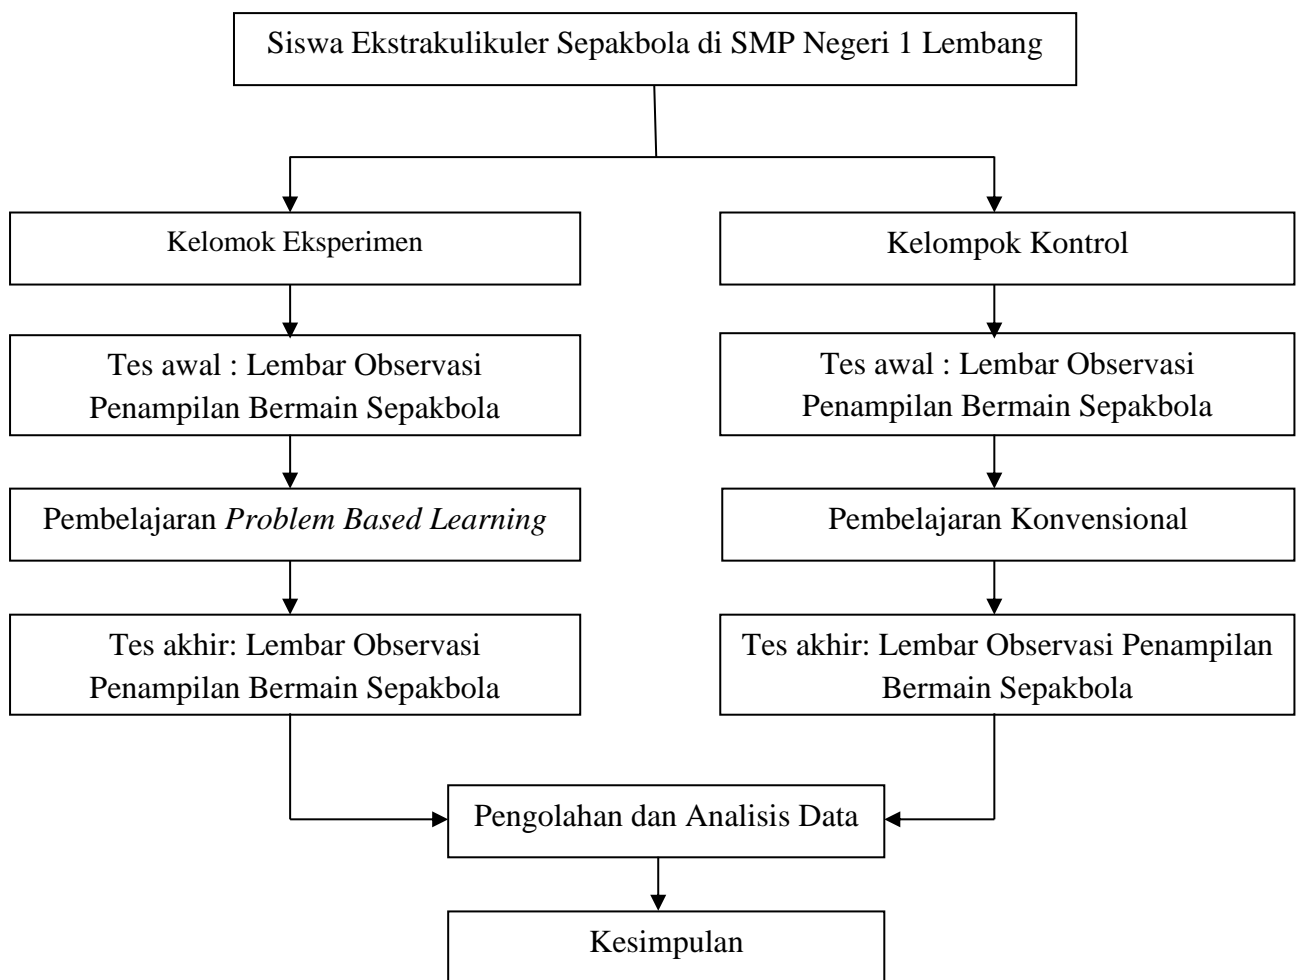 Siswa Ekstrakulikuler Sepakbola di SMP Negeri 1 Lembang
Kelomok Eksperimen
Kelompok Kontrol
Tes awal : Lembar Observasi
Penampilan Bermain Sepakbola
Tes awal : Lembar Observasi
Penampilan Bermain Sepakbola
Pembelajaran Problem Based Learning
Pembelajaran Konvensional
Tes akhir: Lembar Observasi
Penampilan Bermain Sepakbola
Tes akhir: Lembar Observasi Penampilan
Bermain Sepakbola
Pengolahan dan Analisis Data
Kesimpulan